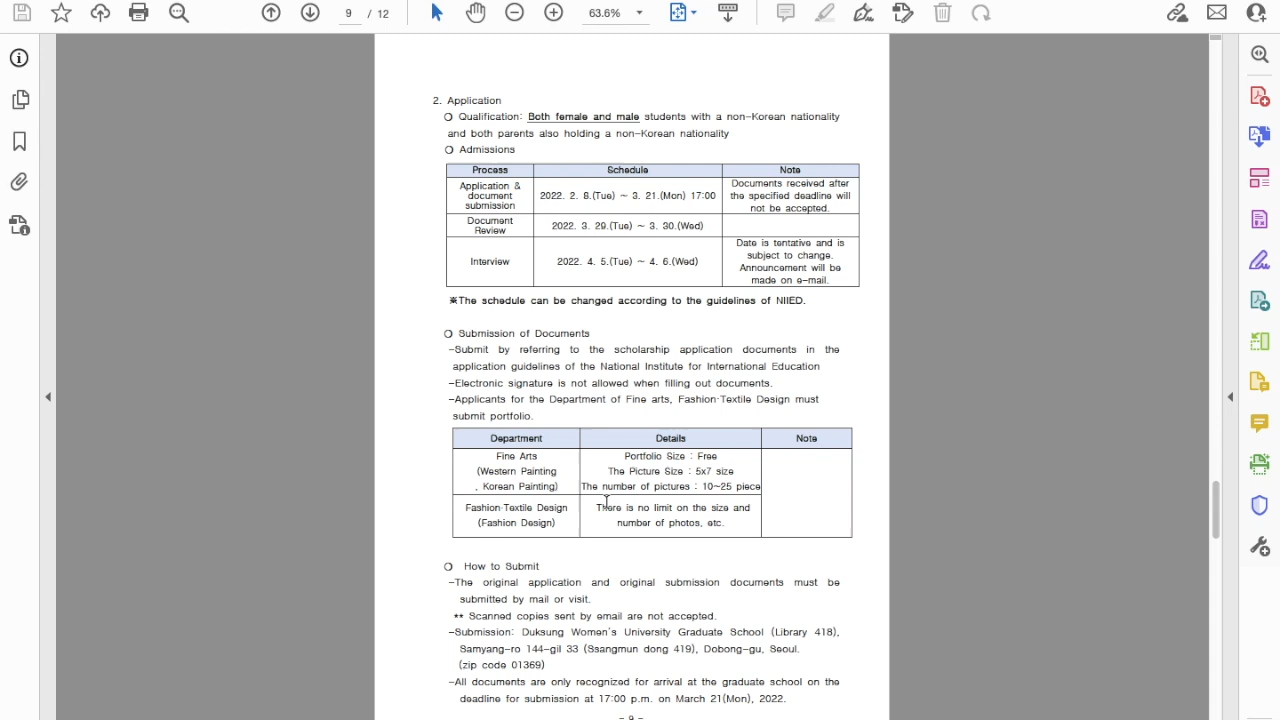 9 / 12
63.6%
2. Application
❍ Qualification: Both female and male students with a non-Korean nationality
and both parents also holding a non-Korean nationality
❍ Admissions
Process Schedule Note
Application &
document
submission
2022. 2. 8.(Tue) ~ 3. 21.(Mon) 17:00
Documents received after
the specified deadline will
not be accepted.
Document
Review
2022. 3. 29.(Tue) ~ 3. 30.(Wed)
Interview
2022. 4. 5.(Tue) ~ 4. 6.(Wed)
Date is tentative and is
subject to change.
Announcement will be
made on e-mail.
※The schedule can be changed according to the guidelines of NIIED.
❍ Submission of Documents
-Submit by referring to the scholarship application documents in the
application guidelines of the National Institute for International Education
-Electronic signature is not allowed when filling out documents.
-Applicants for the Department of Fine arts, Fashion·Textile Design must
submit portfolio.
Department Details Note
Fine Arts
(Western Painting
, Korean Painting)
Portfolio Size : Free
The Picture Size : 5x7 size
The number of pictures : 10~25 piece
Fashion·Textile Design
(Fashion Design)
There is no limit on the size and
number of photos, etc.
❍ How to Submit
-The original application and original submission documents must be
submitted by mail or visit.
** Scanned copies sent by email are not accepted.
-Submission: Duksung Women's University Graduate School (Library 418),
Samyang-ro 144-gil 33 (Ssangmun dong 419), Dobong-gu, Seoul.
(zip code 01369)
-All documents are only recognized for arrival at the graduate school on the
deadline for submission at 17:00 p.m. on March 21(Mon), 2022.
- 9 -